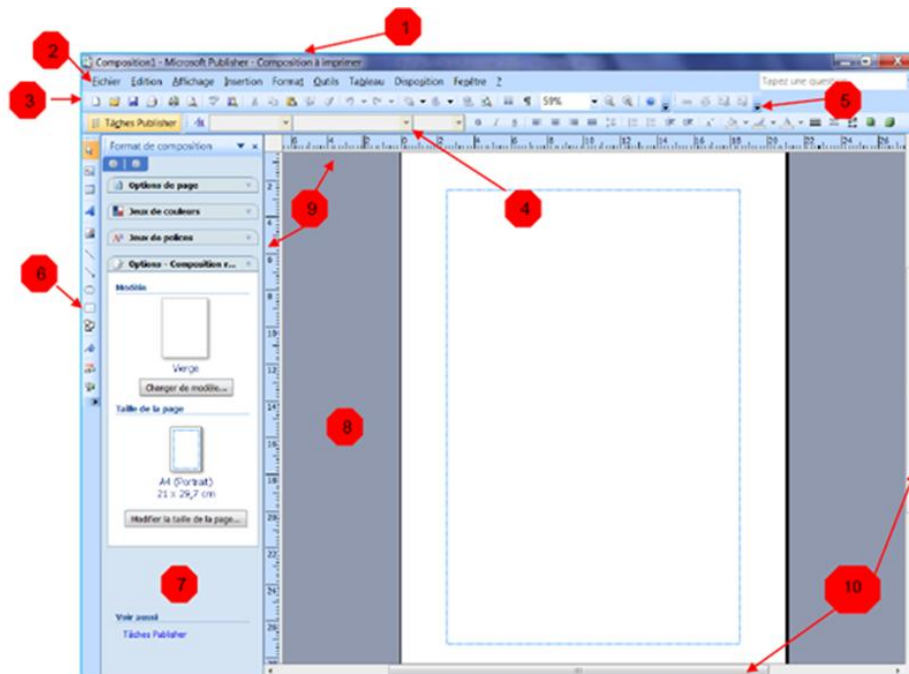 1
Composition1 - Microsoft Publisher - Composition à imprimer
2
Fichier Edition Affichage Insertion Format Outils Tableau Disposition Fenêtre ?
Tapez une question
3
59%
5
Tâches Publisher
Format de composition
4
Options de page
9
Jeux de couleurs
Jeux de polices
6
Options - Composition r...
Modèle
Vierge
Changer de modèle...
Taille de la page
8
A4 (Portrait)
21 x 29,7 cm
Modifier la taille de la page...
7
10
Voir aussi
Tâches Publisher